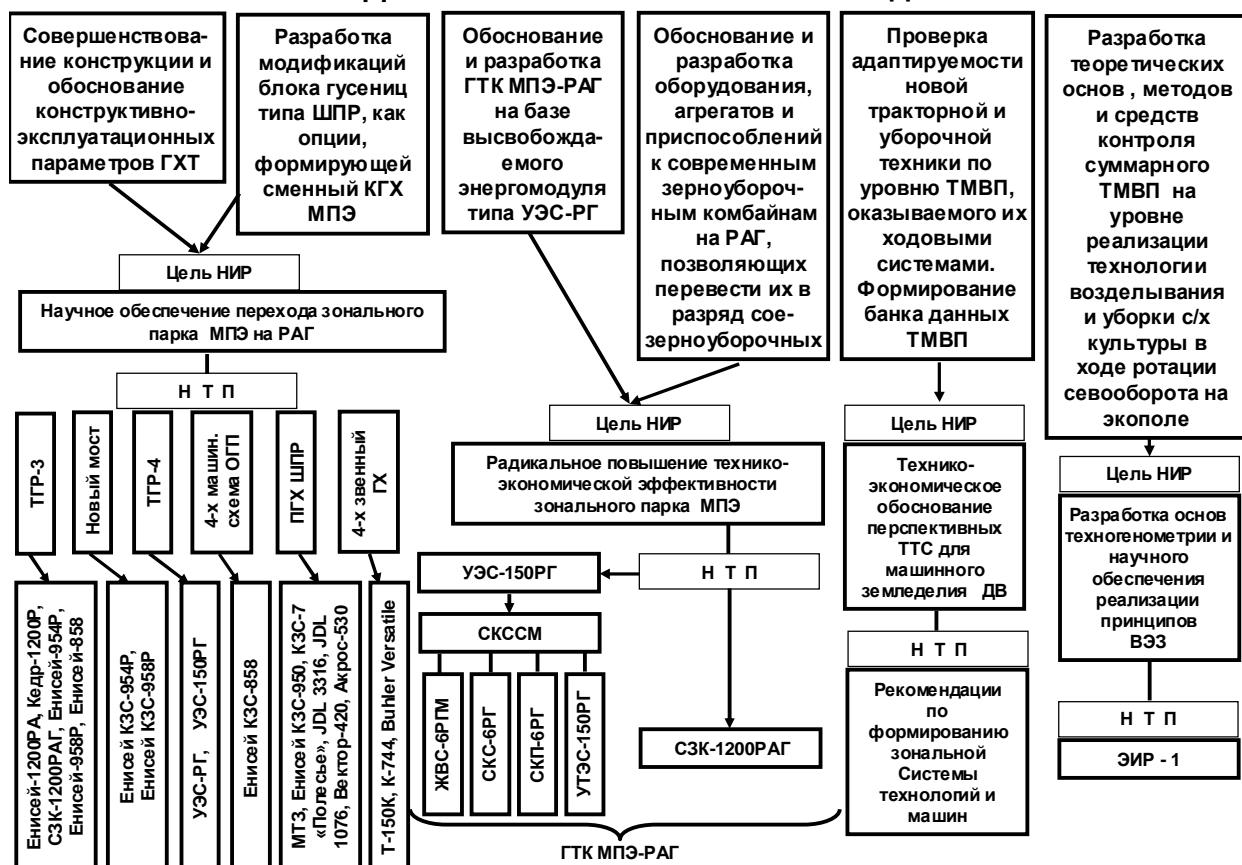 Совершенствова-
ние конструкции и
обоснование
конструктивно-
эксплуатационных
параметров ГХТ
Разработка
модификаций
блока гусениц
типа ШПР, как
опции,
формирующей
сменный КГХ
МПЭ
Обоснование
и разработка
ГТК МПЭ-РАГ
на базе
высвобожда-
емого
энергомодуля
типа УЭС-РГ
Обоснование и
разработка
оборудования,
агрегатов и
приспособлений
к современным
зерноубороч-
ным комбайнам
на РАГ,
позволяющих
перевести их в
разряд сое-
зерноуборочных
Проверка
адаптируемости
новой
тракторной и
уборочной
техники по
уровню ТМВП,
оказываемого их
ходовыми
системами.
Формирование
банка данных
ТМВП
Разработка
теоретических
основ , методов
и средств
контроля
суммарного
ТМВП на
уровне
реализации
технологии
возделывания
и уборки с/х
культуры в
ходе ротации
севооборота на
экополе
Цель НИР
Научное обеспечение перехода зонального
парка МПЭ на РАГ
Н Т П
ТГР-3
Новый мост
ТГР-4
4-х машин.
схема ОГП
ПГХ ШПР
4-х звенный
ГХ
Енисей-1200РА, Кедр-1200Р,
СЗК-1200РАГ, Енисей-954Р,
Енисей-958Р, Енисей-858
Енисей КЗС-954Р,
Енисей КЗС-958Р
УЭС-РГ, УЭС-150РГ
Енисей КЗС-858
МТЗ, Енисей КЗС-950, КЗС-7
«Полесье», JDL 3316, JDL
1076, Вектор-420, Акрос-530
Т-150К, К-744, Buhler Versatile
Цель НИР
Радикальное повышение технико-
экономической эффективности
зонального парка МПЭ
Н Т П
УЭС-150РГ
СКССМ
ЖВС-6РГМ
СКС-6РГ
СКП-6РГ
УТЭС-150РГ
СЗК-1200РАГ
ГТК МПЭ-РАГ
Цель НИР
Технико-
экономическое
обоснование
перспективных
ТТС для
машинного
земледелия ДВ
Н Т П
Рекомендации
по
формированию
зональной
Системы
технологий и
машин
Цель НИР
Разработка основ
техногенометрии и
научного
обеспечения
реализации
принципов
ВЭЗ
Н Т П
ЭИР - 1